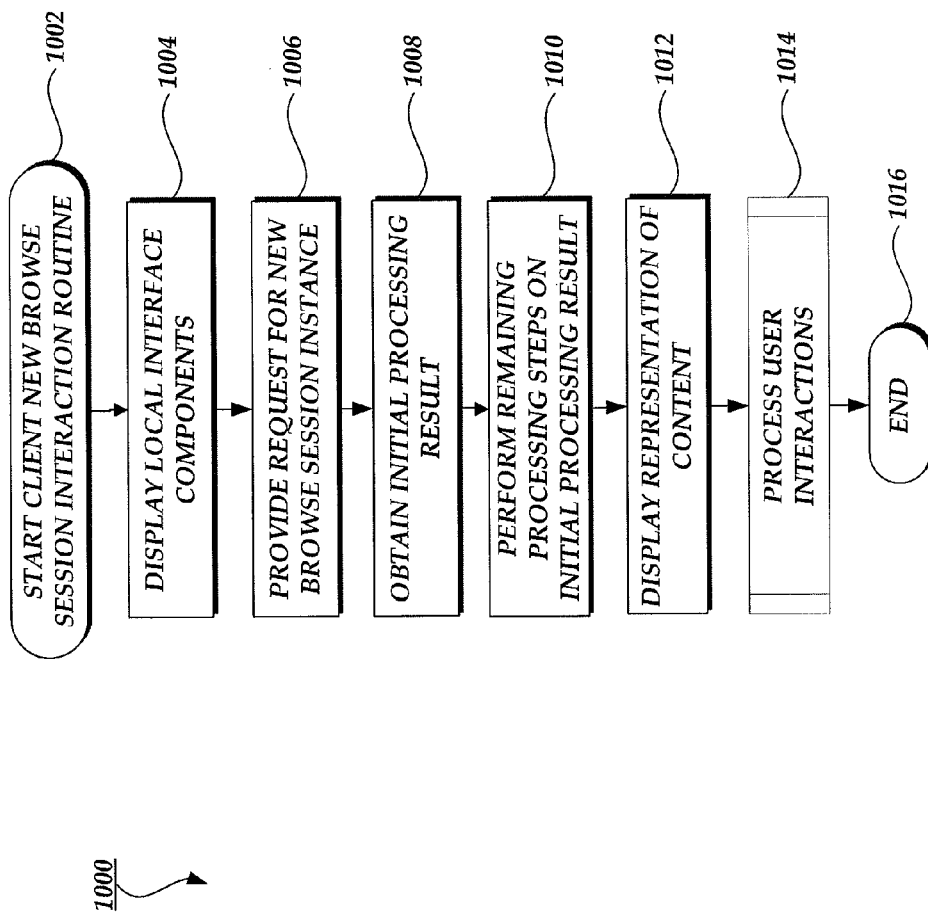 1000
START CLIENT NEW BROWSE
SESSION INTERACTION ROUTINE
1002
DISPLAY LOCAL INTERFACE
COMPONENTS
1004
PROVIDE REQUEST FOR NEW
BROWSE SESSION INSTANCE
1006
OBTAIN INITIAL PROCESSING
RESULT
1008
PERFORM REMAINING
PROCESSING STEPS ON
INITIAL PROCESSING RESULT
1010
DISPLAY REPRESENTATION OF
CONTENT
1012
PROCESS USER
INTERACTIONS
1014
END
1016